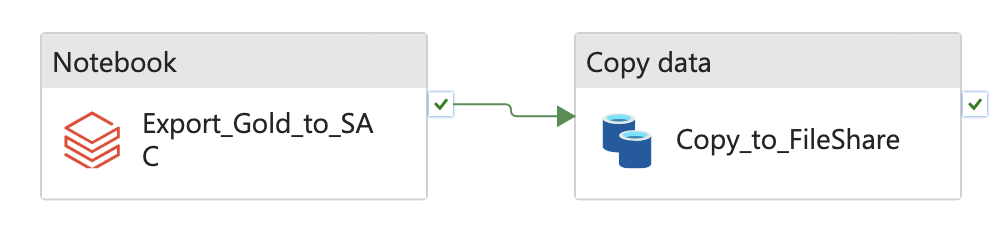 Notebook
Export_Gold_to_SA
C
Copy data
Copy_to_FileShare